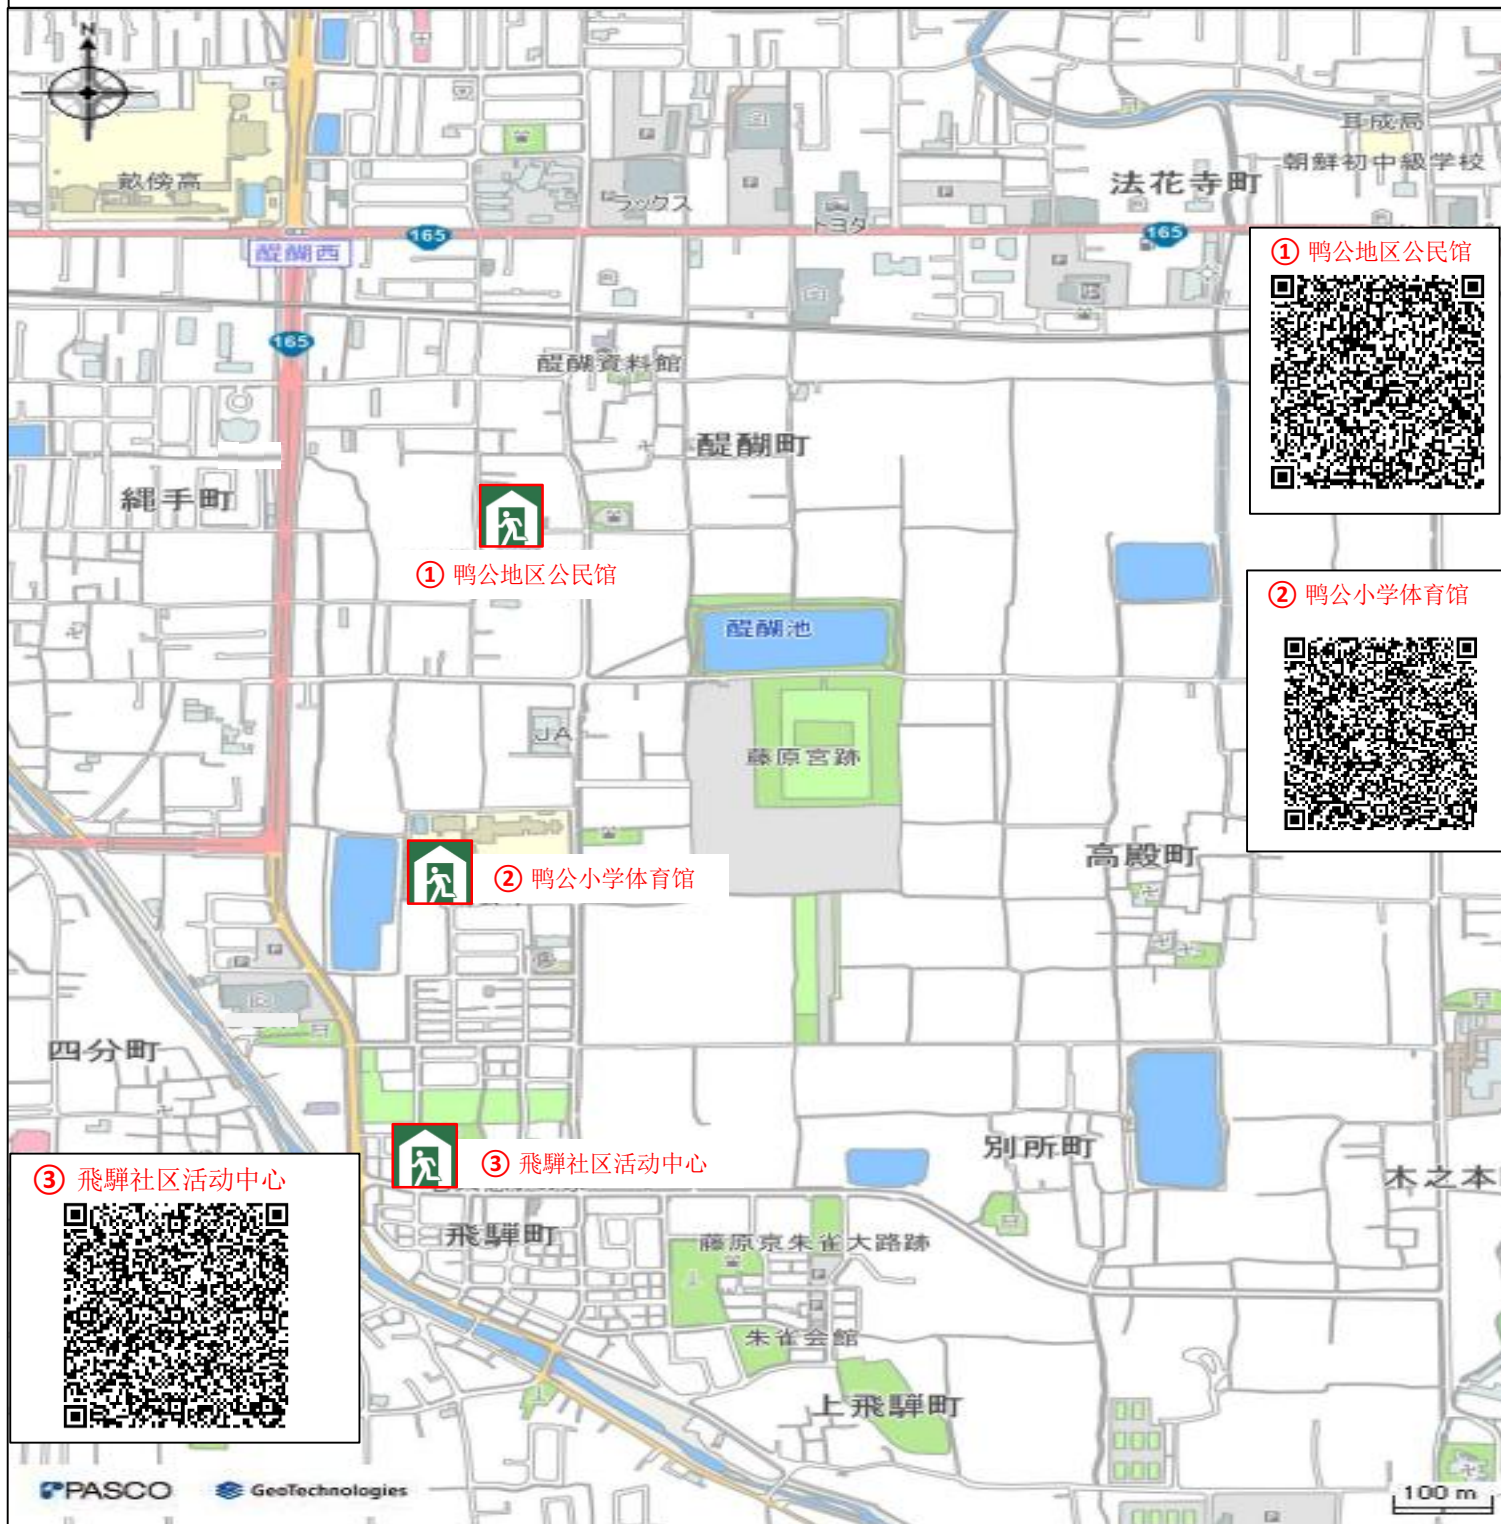 N
耳成局
朝鮮初中級学校
畝傍高
法花寺町
ラックス
トヨタ
165
165
醍醐西
① 鸭公地区公民馆
165
醍醐資料館
醍醐町
縄手町
① 鸭公地区公民馆
② 鸭公小学体育馆
醍醐池
JA
藤原宮跡
高殿町
② 鸭公小学体育馆
四分町
別所町
③ 飛騨社区活动中心
木之本
③ 飛騨社区活动中心
飛騨町
藤原京朱雀大路跡
朱雀会館
上飛騨町
PASCO
GeoTechnologies
100 m